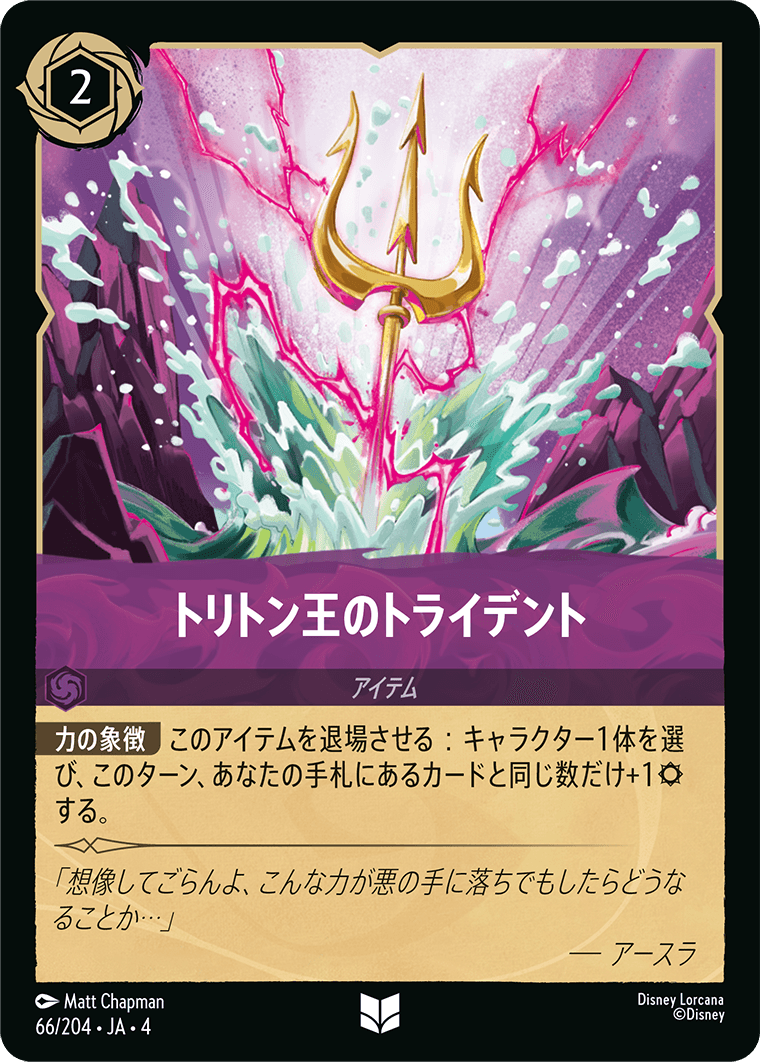 2
トリトン王のトライデント
アイテム
力の象徴 このアイテムを退場させる：キャラクター1体を選
び、このターン、あなたの手札にあるカードと同じ数だけ+1
する。
「想像してごらんよ、こんな力が悪の手に落ちでもしたらどうな
ることか…」
— アースラ
Matt Chapman
66/204・JA・4
Disney Lorcana
©Disney